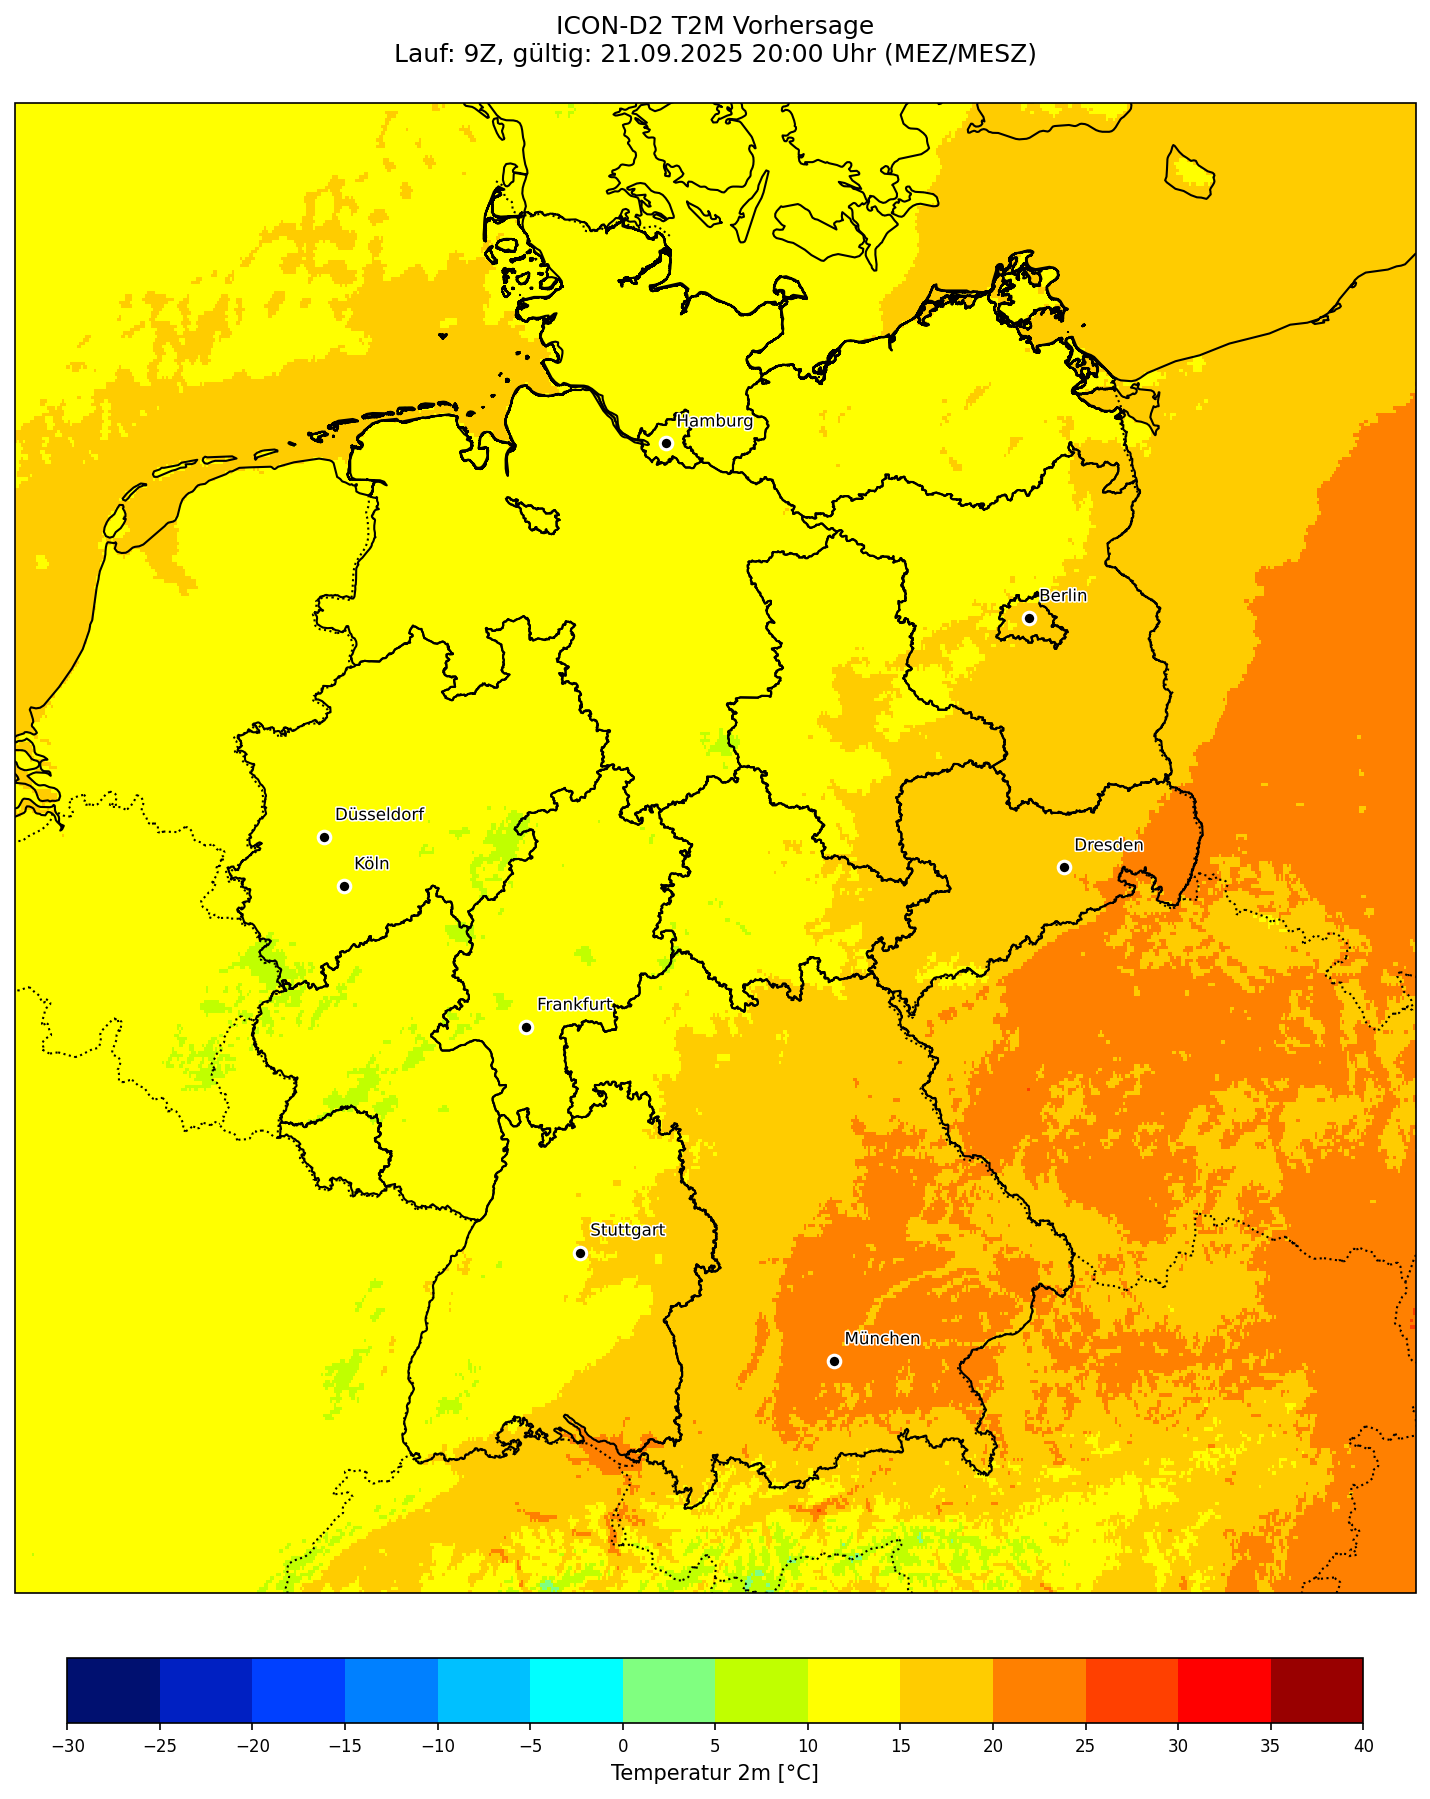 ICON-D2 T2M Vorhersage
Lauf: 9Z, gültig: 21.09.2025 20:00 Uhr (MEZ/MESZ)
Hamburg
Berlin
Düsseldorf
Dresden
Köln
Frankfurt
Stuttgart
München
−30 −25 −20 −15 −10 −5 0 5 10 15 20 25 30 35 40
Temperatur 2m [°C]